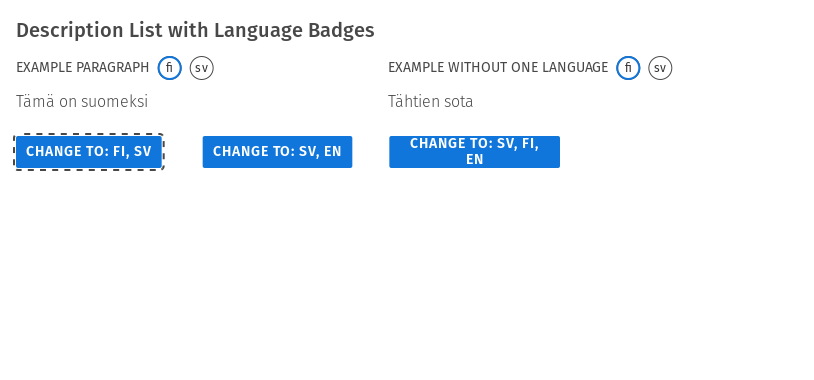 Description List with Language Badges
EXAMPLE PARAGRAPH fi sv
EXAMPLE WITHOUT ONE LANGUAGE fi sv
Tämä on suomeksi
Tähtien sota
CHANGE TO: FI, SV
CHANGE TO: SV, EN
CHANGE TO: SV, FI,
EN